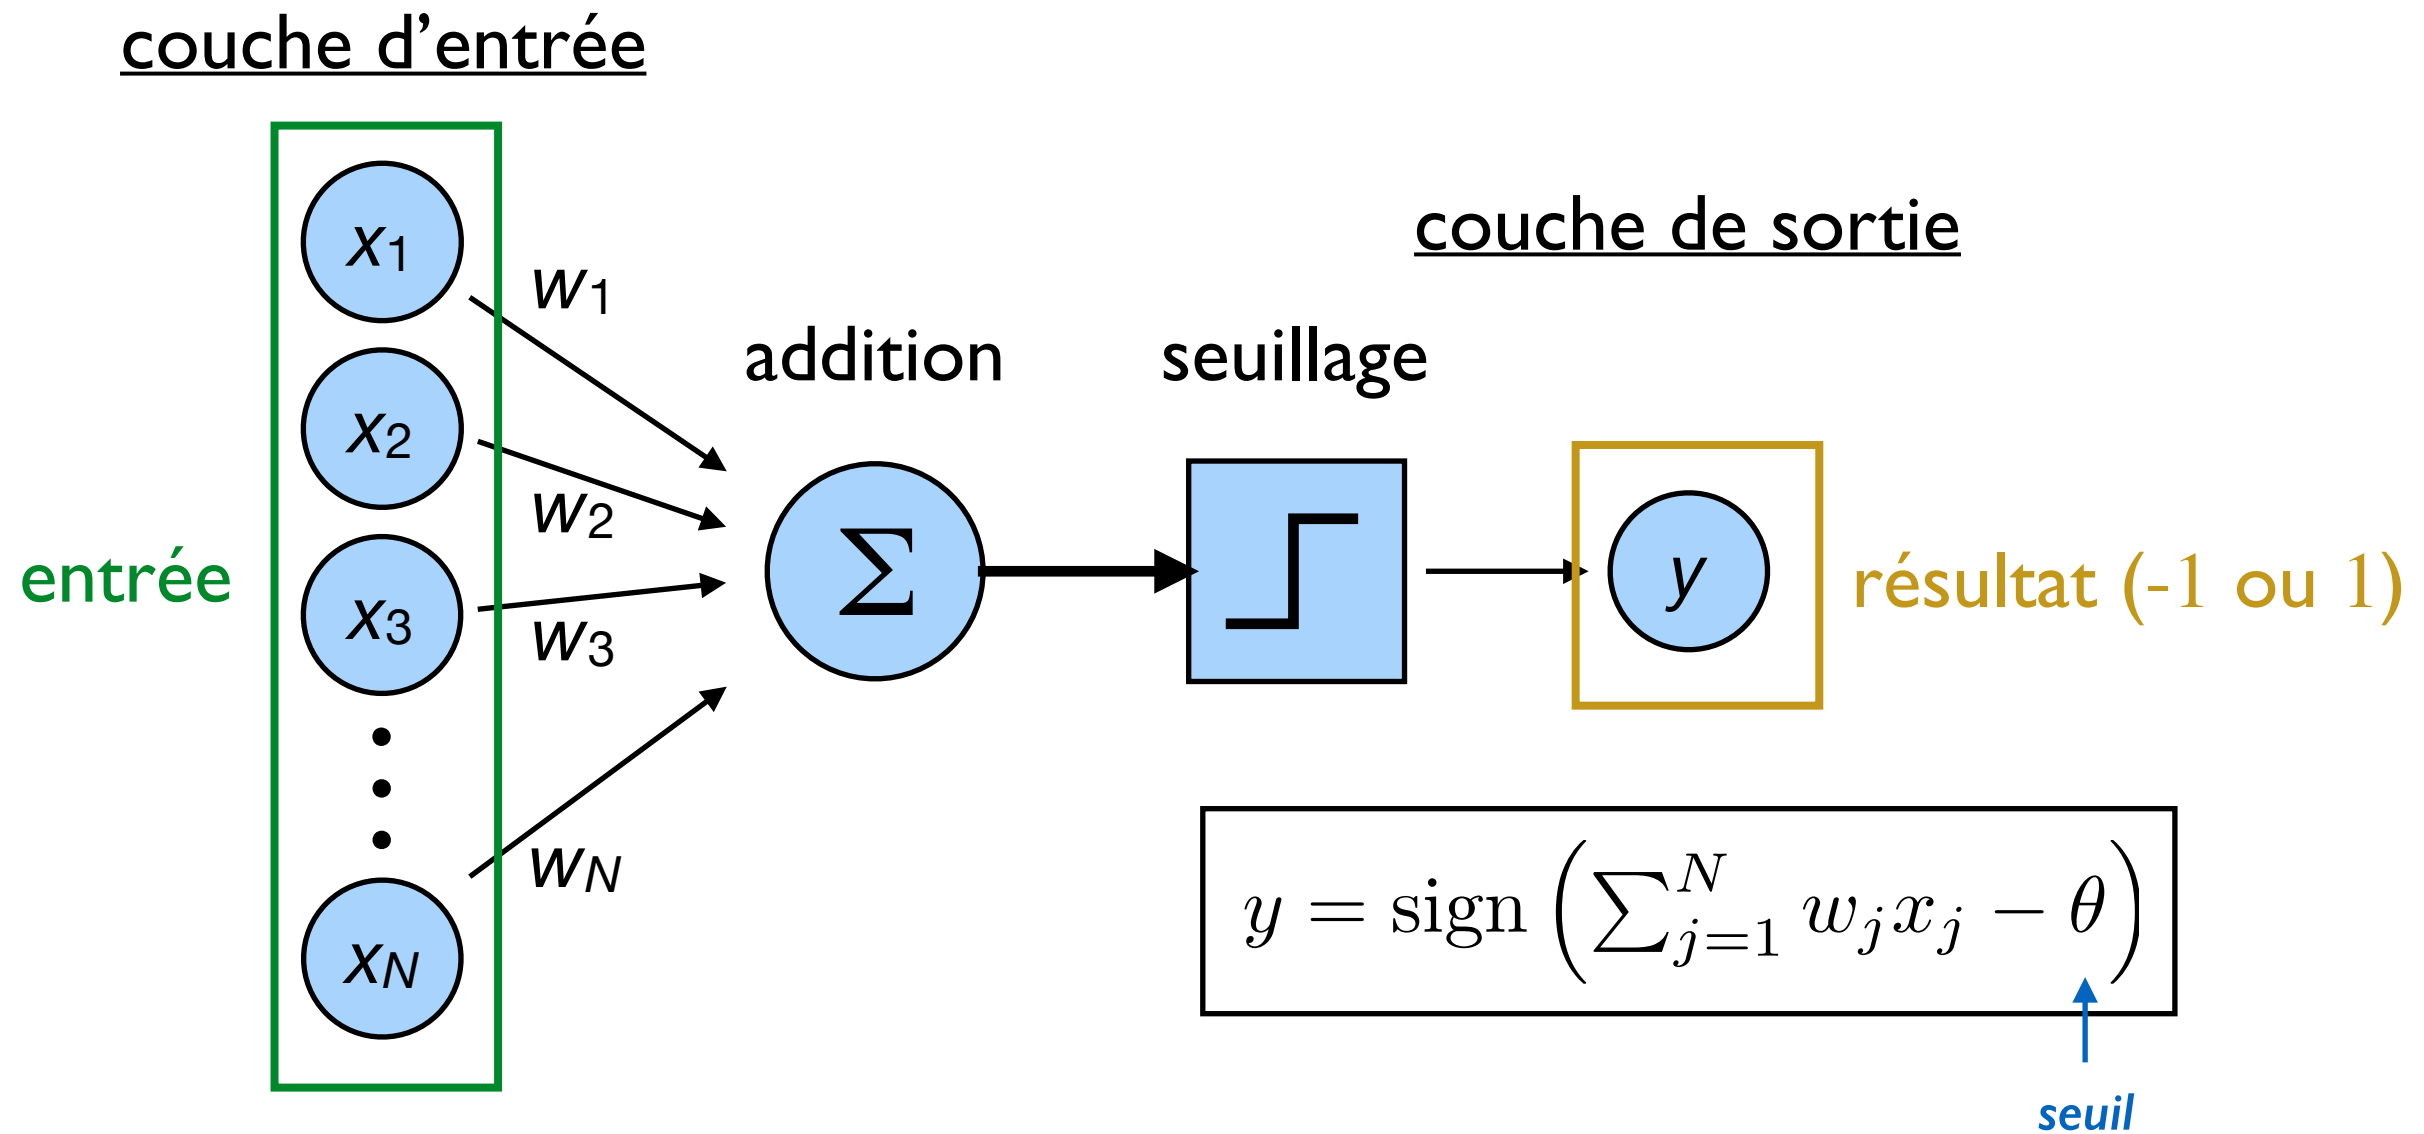 couche d’entrée
x1
x2
x3
xN
entrée
w1
w2
w3
wN
addition
Σ
seuillage
couche de sortie
y
résultat (-1 ou 1)
y = sign (∑_{j=1}^{N} w_j x_j − θ)
seuil